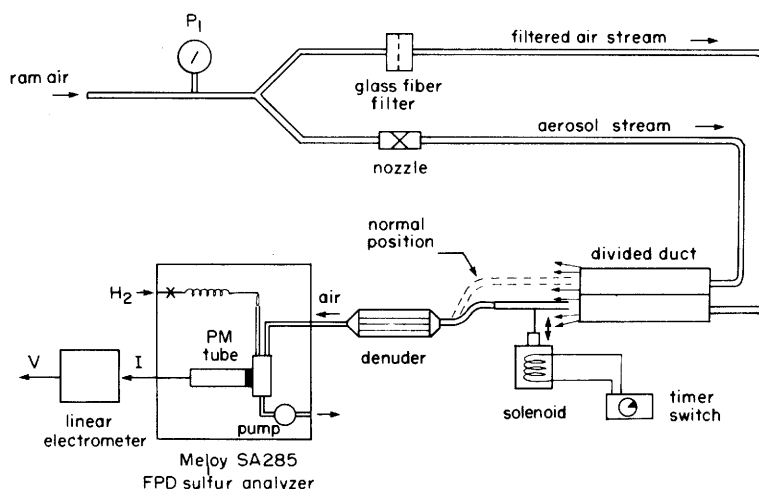 P1
ram air
filtered air stream
glass fiber
filter
aerosol stream
nozzle
normal
position
divided duct
H2
air
PM
tube
denuder
V
I
linear
electrometer
pump
solenoid
timer
switch
Meloy SA285
FPD sulfur analyzer